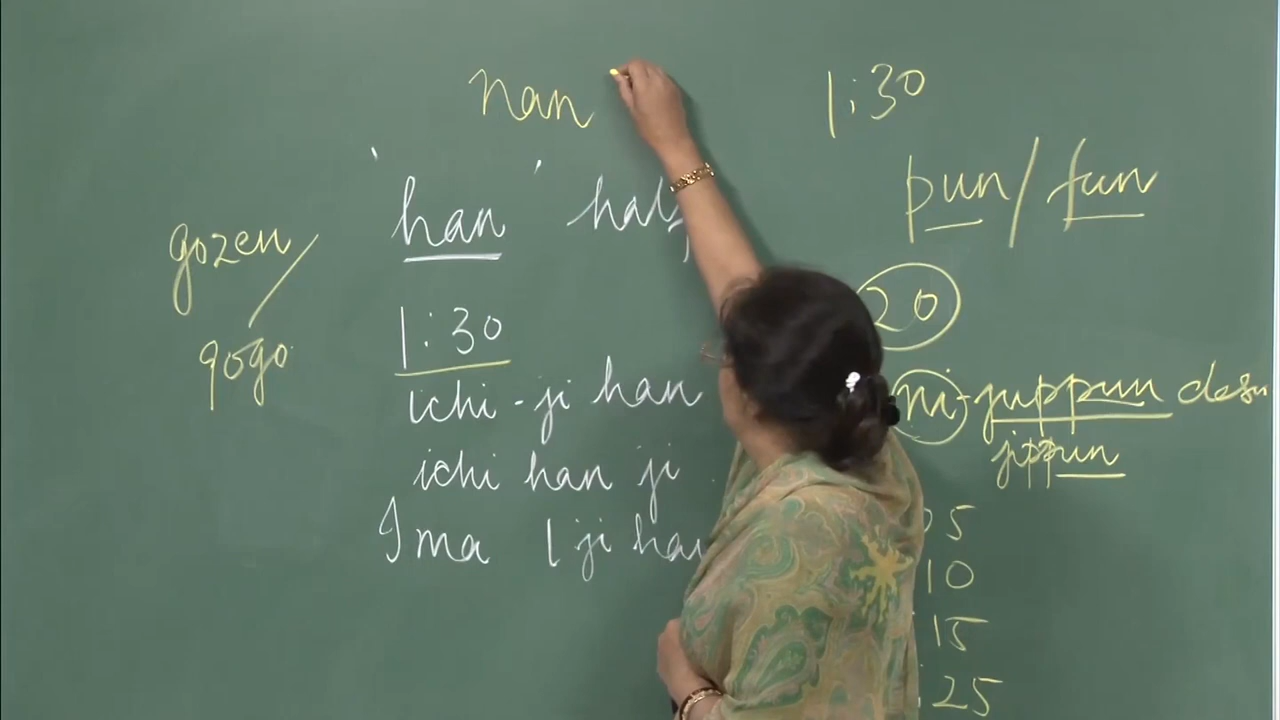 nan
1:30
pun/fun
han half
gozen/
gogo
20
1:30
ichi-ji han
ni-juppun desu
jippun
ichi han ji
Ima 1 ji han
5
10
15
25